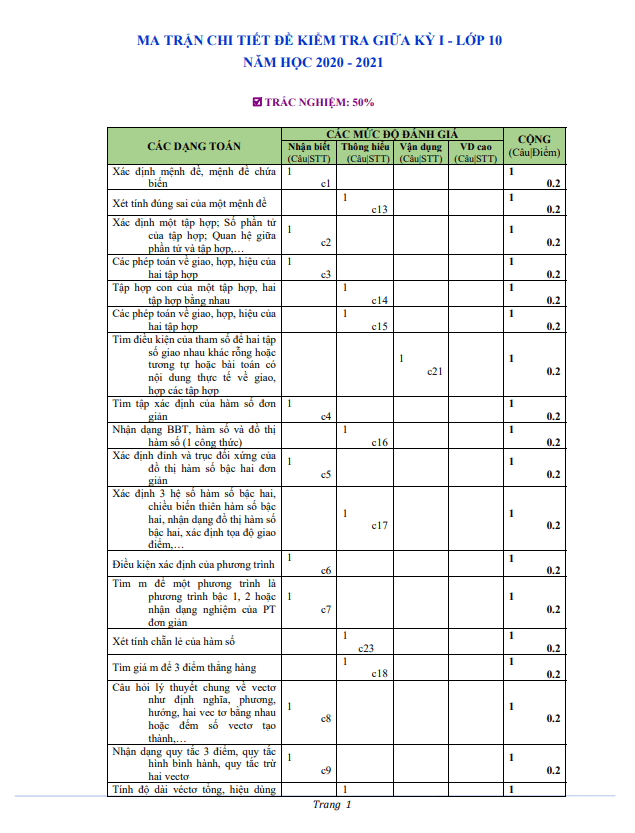 MA TRẬN CHI TIẾT ĐỀ KIỂM TRA GIỮA KỲ I - LỚP 10
NĂM HỌC 2020 - 2021
TRẮC NGHIỆM: 50%
CÁC DẠNG TOÁN
CÁC MỨC ĐỘ ĐÁNH GIÁ
CỘNG
(Câu|Điểm)
Nhận biết
(Câu|STT)
Thông hiểu
(Câu|STT)
Vận dụng
(Câu|STT)
VD cao
(Câu|STT)
Xác định mệnh đề, mệnh đề chứa
biến
1
c1
1
0.2
Xét tính đúng sai của một mệnh đề
1
c13
1
0.2
Xác định một tập hợp; Số phần tử
của tập hợp; Quan hệ giữa
phần tử và tập hợp,…
1
c2
1
0.2
Các phép toán về giao, hợp, hiệu của
hai tập hợp
1
c3
1
0.2
Tập hợp con của một tập hợp, hai
tập hợp bằng nhau
1
c14
1
0.2
Các phép toán về giao, hợp, hiệu của
hai tập hợp
1
c15
1
0.2
Tìm điều kiện của tham số để hai tập
số giao nhau khác rỗng hoặc
tương tự hoặc bài toán có
nội dung thực tế về giao,
hợp các tập hợp
1
c21
1
0.2
Tìm tập xác định của hàm số đơn
giản
1
c4
1
0.2
Nhận dạng BBT, hàm số và đồ thị
hàm số (1 công thức)
1
c16
1
0.2
Xác định đỉnh và trục đối xứng của
đồ thị hàm số bậc hai đơn
giản
1
c5
1
0.2
Xác định 3 hệ số hàm số bậc hai,
chiều biến thiên hàm số bậc
hai, nhận dạng đồ thị hàm số
bậc hai, xác định tọa độ giao
điểm,…
1
c17
1
0.2
Điều kiện xác định của phương trình
1
c6
1
0.2
Tìm m để một phương trình là
phương trình bậc 1, 2 hoặc
nhận dạng nghiệm của PT
đơn giản
1
c7
1
0.2
Xét tính chẵn lẻ của hàm số
1
c23
1
0.2
Tìm giá m để 3 điểm thẳng hàng
1
c18
1
0.2
Câu hỏi lý thuyết chung về vectơ
như định nghĩa, phương,
hướng, hai vec tơ bằng nhau
hoặc đếm số vectơ tạo
thành,…
1
c8
1
0.2
Nhận dạng quy tắc 3 điểm, quy tắc
hình bình hành, quy tắc trừ
hai vectơ
1
c9
1
0.2
Tính độ dài véctơ tổng, hiệu dùng
1
1
Trang 1